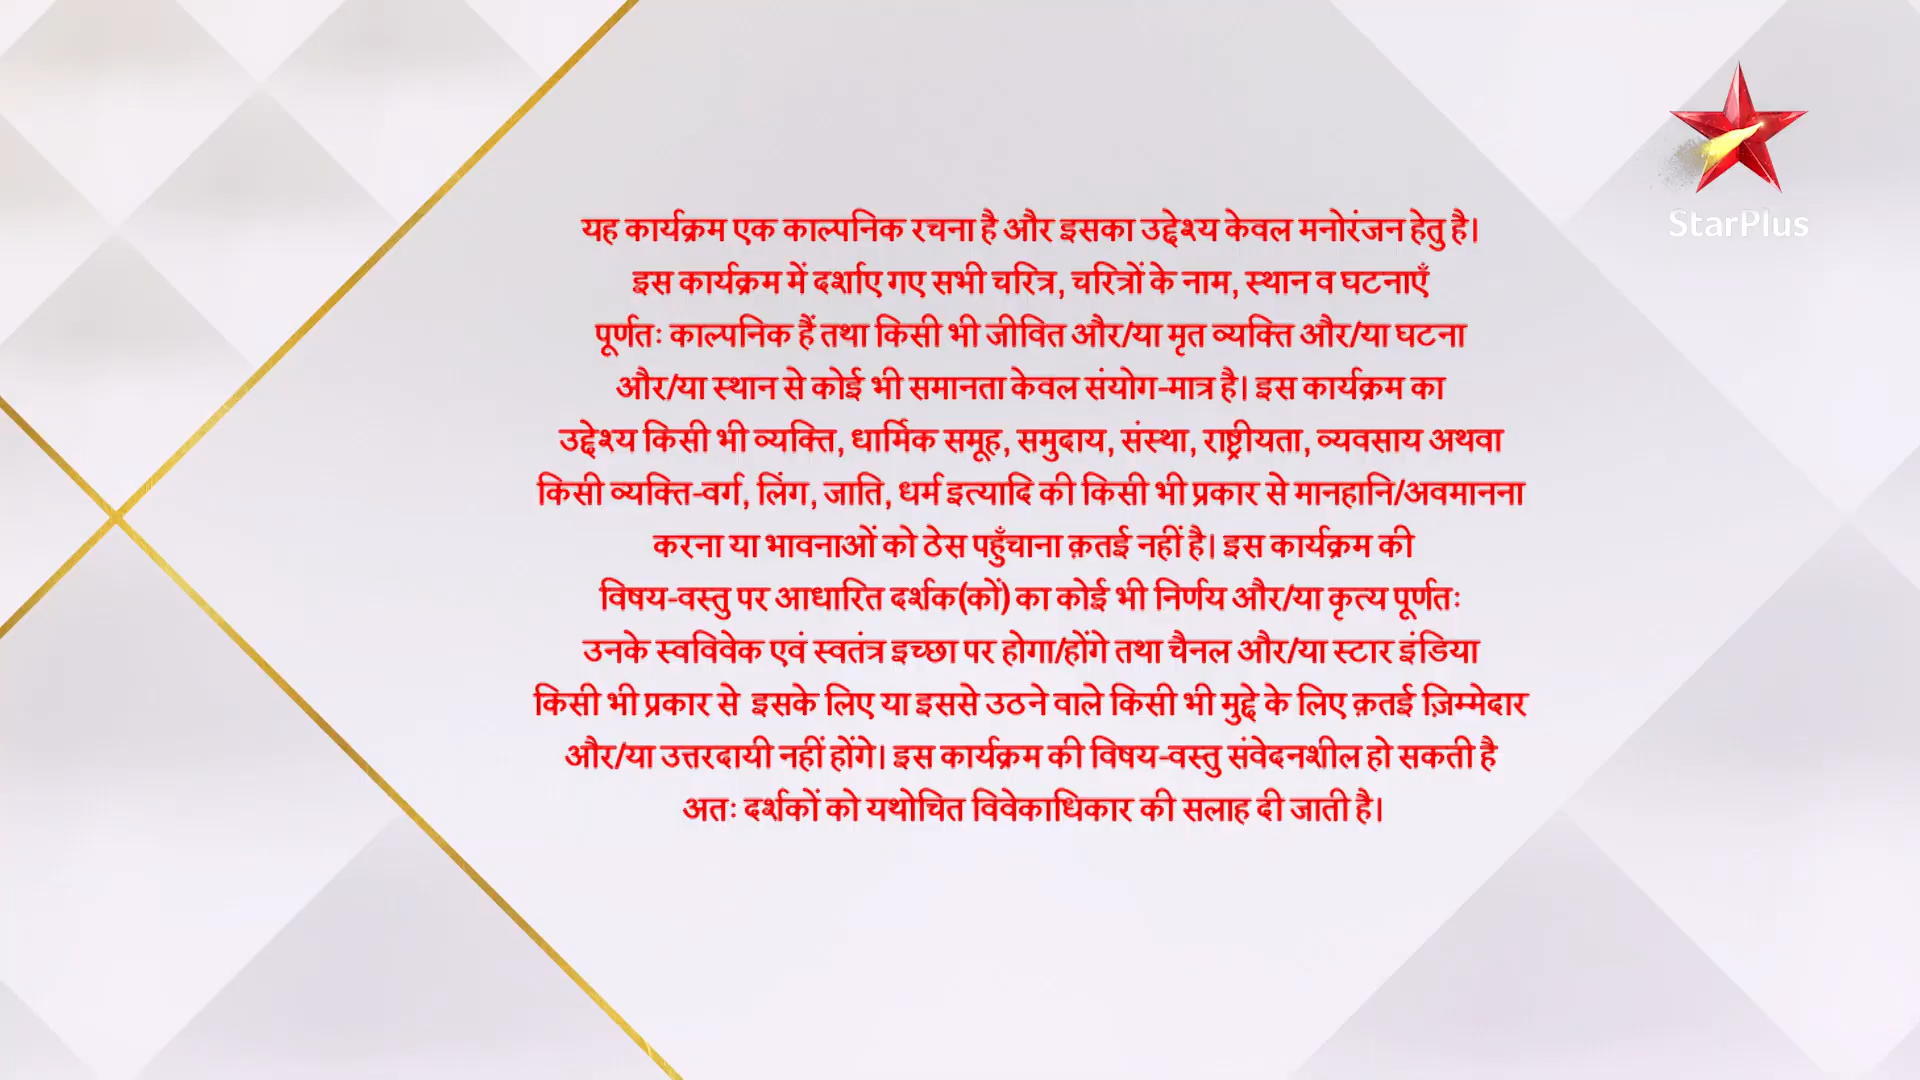 StarPlus
यह कार्यक्रम एक काल्पनिक रचना है और इसका उद्देश्य केवल मनोरंजन हेतु है।
इस कार्यक्रम में दर्शाए गए सभी चरित्र, चरित्रों के नाम, स्थान व घटनाएँ
पूर्णतः काल्पनिक हैं तथा किसी भी जीवित और/या मृत व्यक्ति और/या घटना
और/या स्थान से कोई भी समानता केवल संयोग-मात्र है। इस कार्यक्रम का
उद्देश्य किसी भी व्यक्ति, धार्मिक समूह, समुदाय, संस्था, राष्ट्रीयता, व्यवसाय अथवा
किसी व्यक्ति-वर्ग, लिंग, जाति, धर्म इत्यादि की किसी भी प्रकार से मानहानि/अवमानना
करना या भावनाओं को ठेस पहुँचाना क़तई नहीं है। इस कार्यक्रम की
विषय-वस्तु पर आधारित दर्शक(कों) का कोई भी निर्णय और/या कृत्य पूर्णतः
उनके स्वविवेक एवं स्वतंत्र इच्छा पर होगा/होंगे तथा चैनल और/या स्टार इंडिया
किसी भी प्रकार से इसके लिए या इससे उठने वाले किसी भी मुद्दे के लिए क़तई ज़िम्मेदार
और/या उत्तरदायी नहीं होंगे। इस कार्यक्रम की विषय-वस्तु संवेदनशील हो सकती है
अतः दर्शकों को यथोचित विवेकाधिकार की सलाह दी जाती है।